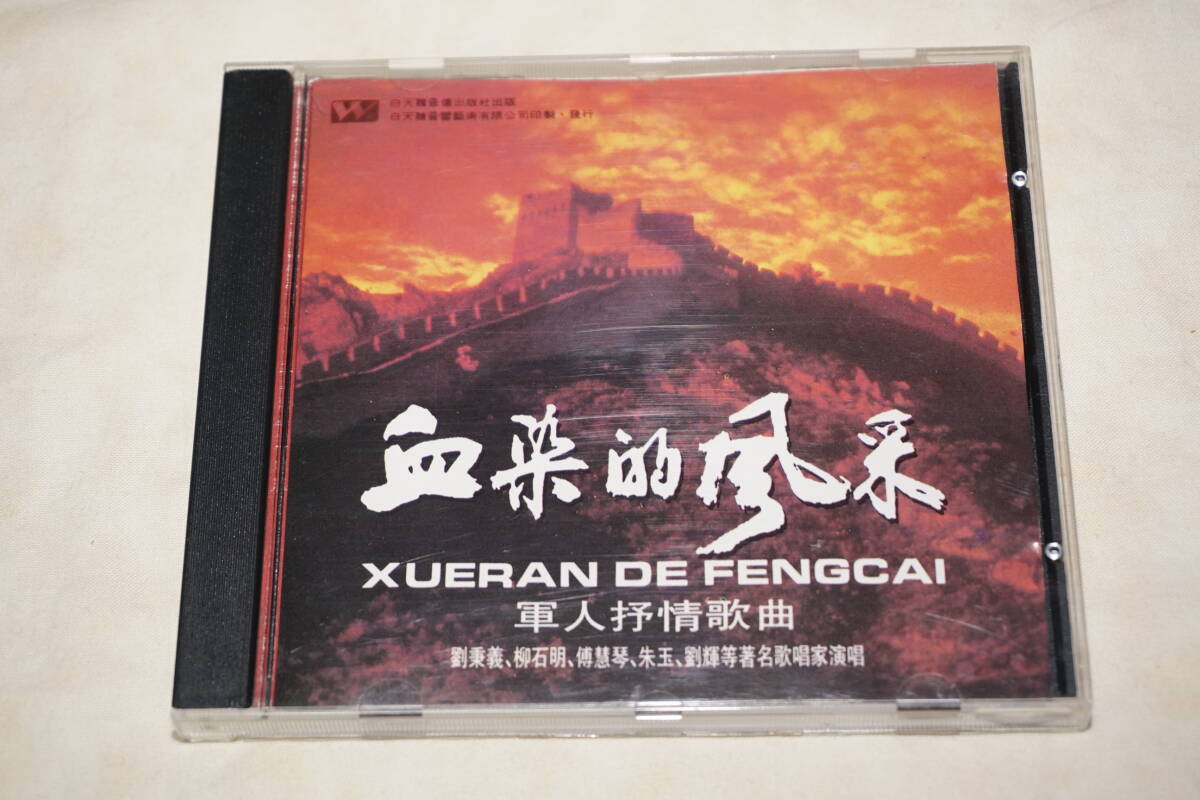 白天鵝音像出版社出版
白天鵝音像藝術有限公司印製、發行
血染的風采
XUERAN DE FENGCAI
軍人抒情歌曲
劉秉義、柳石明、傅慧琴、朱玉、劉輝等著名歌唱家演唱